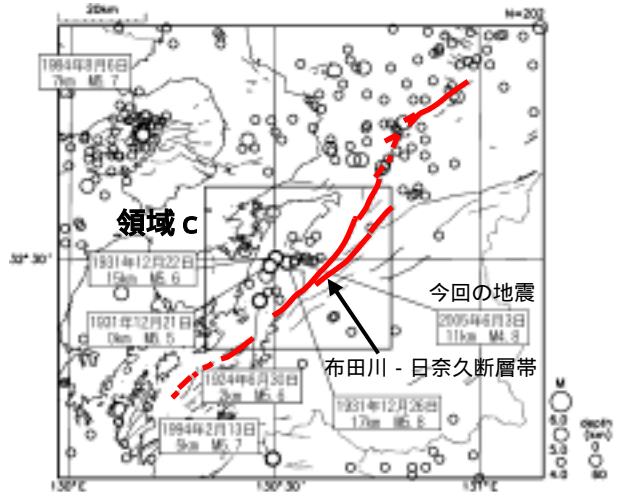 20km
N=202
1984年8月6日
7km M5.7
領域c
32°30'
1931年12月22日
15km M5.6
今回の地震
1931年12月21日
0km M5.5
2005年6月3日
11km M4.8
布田川 - 日奈久断層帯
1924年6月30日
1931年12月26日
17km M5.8
1994年2月13日
9km M5.7
M
6.0
5.0
4.0
depth
(km)
0
60
130°E
130°30'
131°E